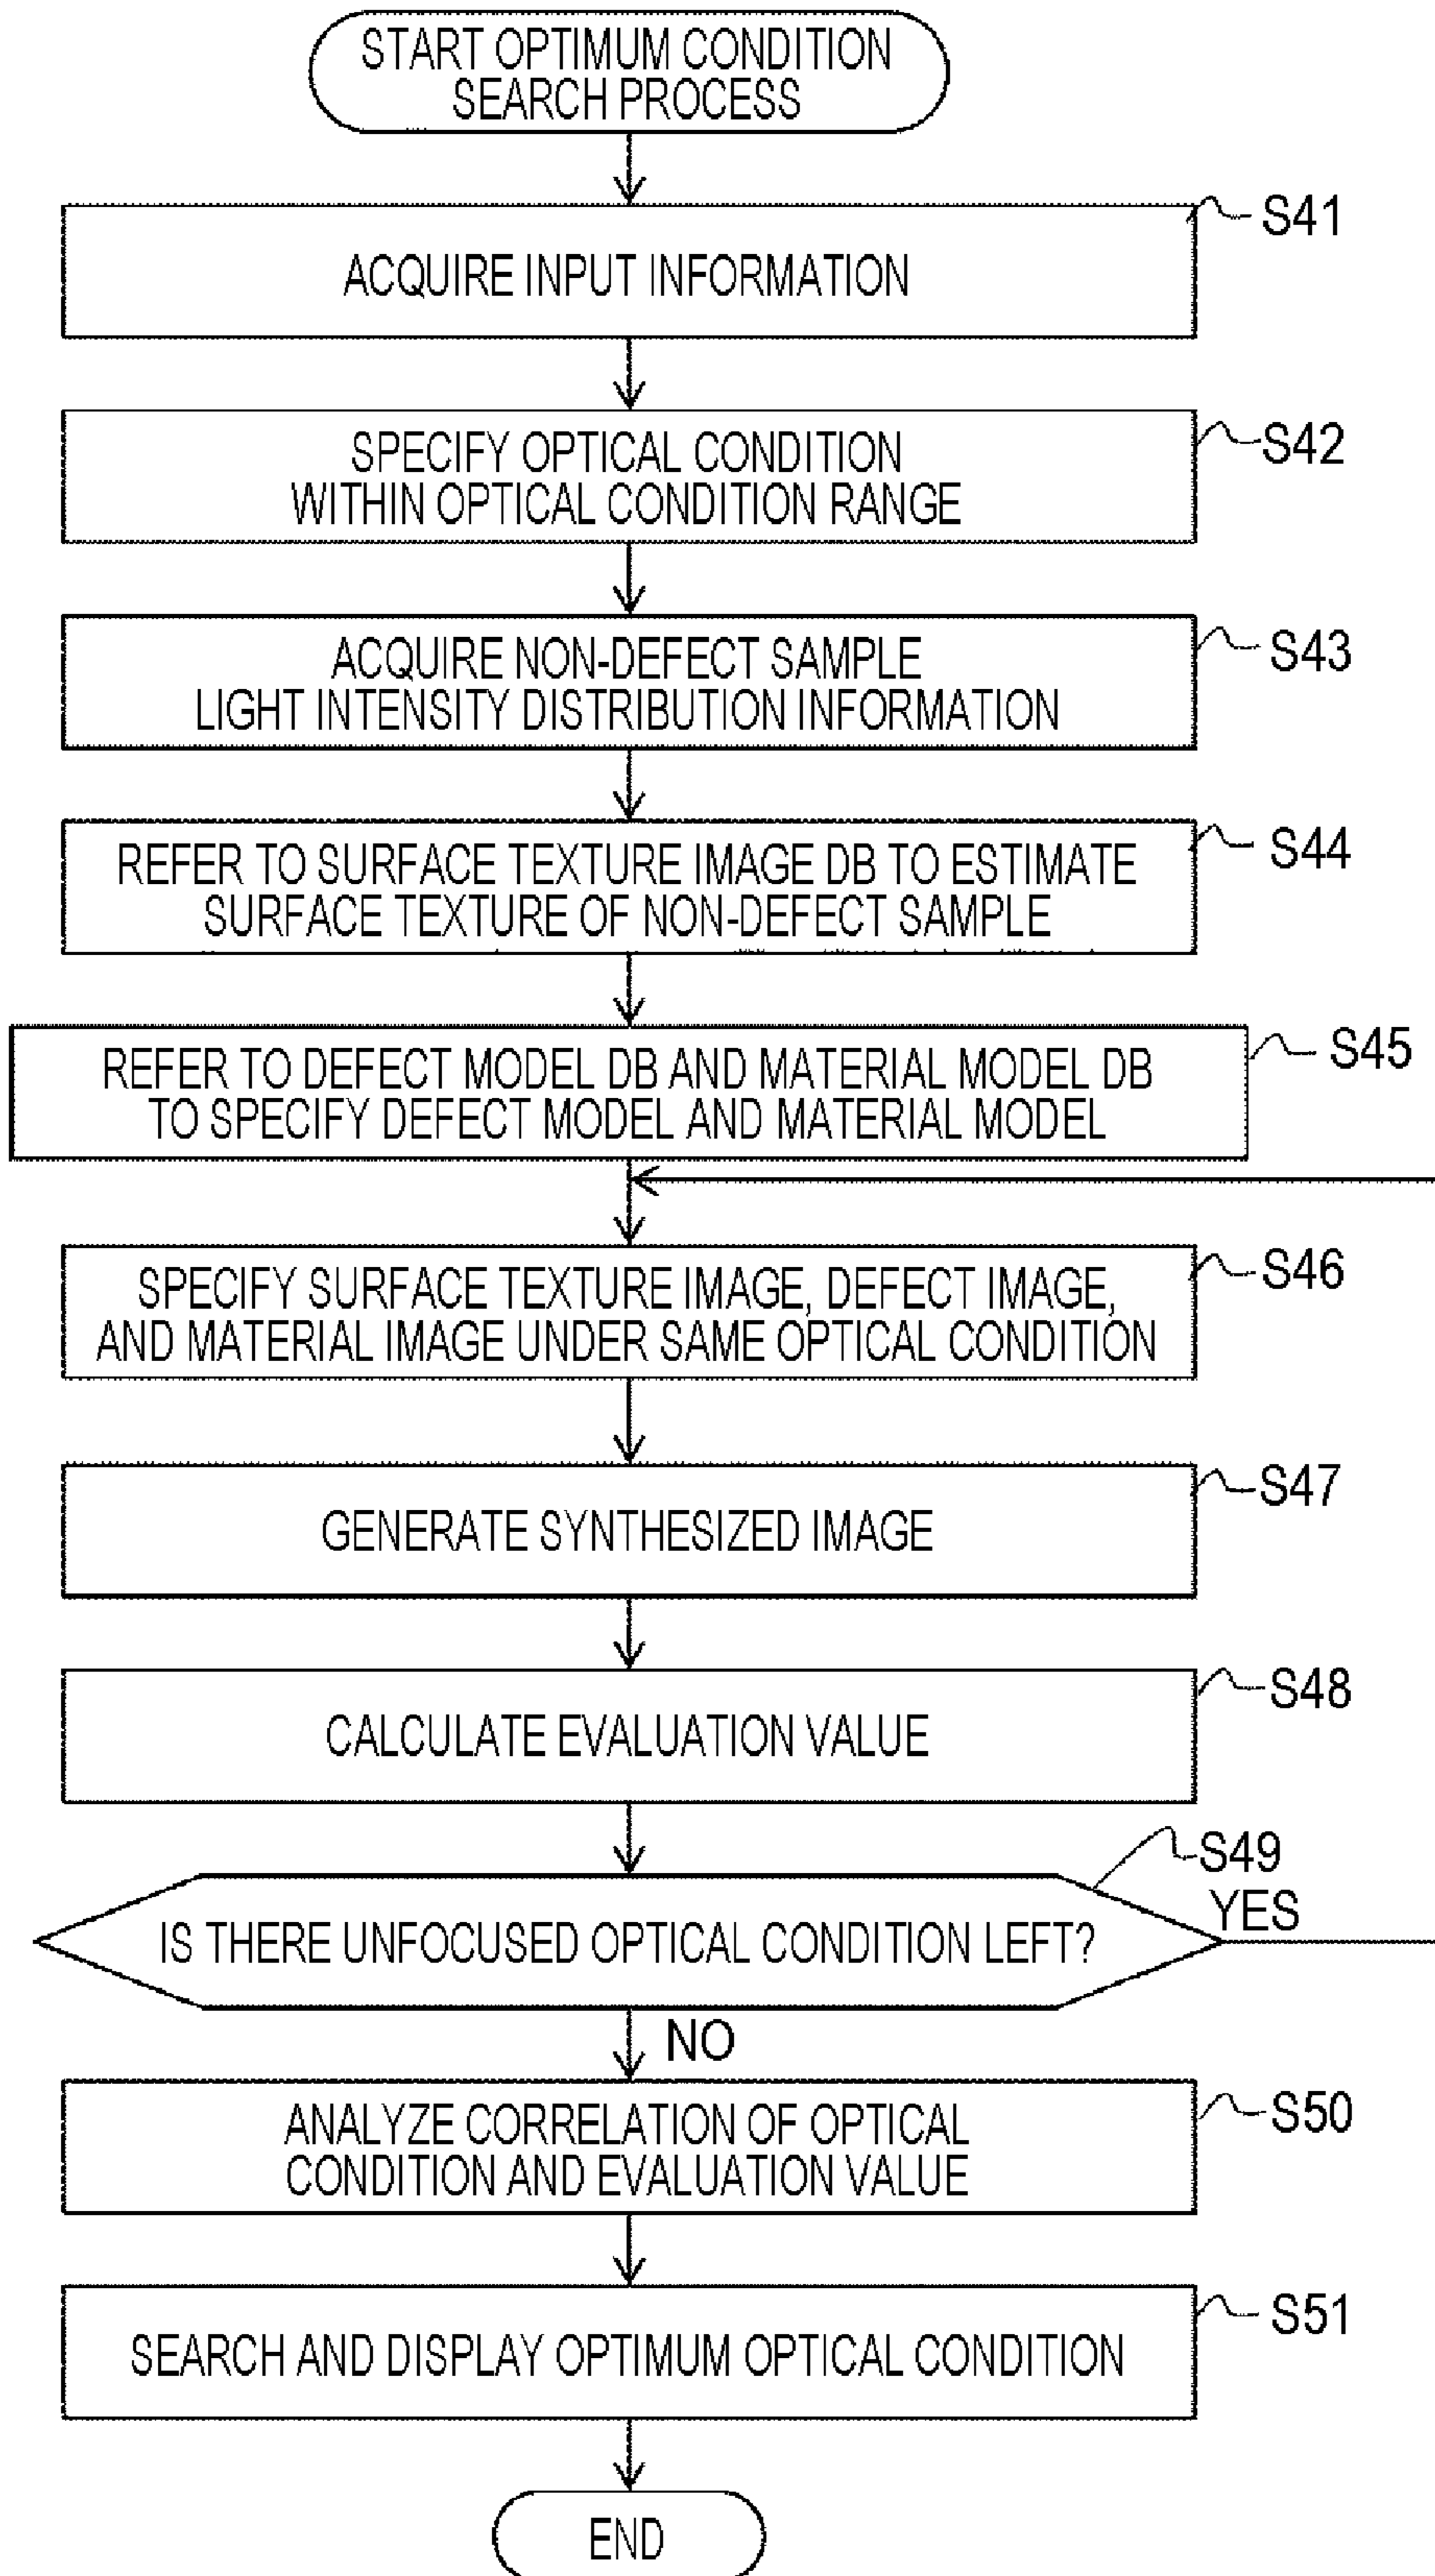 START OPTIMUM CONDITION
SEARCH PROCESS
S41
ACQUIRE INPUT INFORMATION
S42
SPECIFY OPTICAL CONDITION
WITHIN OPTICAL CONDITION RANGE
S43
ACQUIRE NON-DEFECT SAMPLE
LIGHT INTENSITY DISTRIBUTION INFORMATION
S44
REFER TO SURFACE TEXTURE IMAGE DB TO ESTIMATE
SURFACE TEXTURE OF NON-DEFECT SAMPLE
S45
REFER TO DEFECT MODEL DB AND MATERIAL MODEL DB
TO SPECIFY DEFECT MODEL AND MATERIAL MODEL
S46
SPECIFY SURFACE TEXTURE IMAGE, DEFECT IMAGE,
AND MATERIAL IMAGE UNDER SAME OPTICAL CONDITION
S47
GENERATE SYNTHESIZED IMAGE
S48
CALCULATE EVALUATION VALUE
S49
YES
IS THERE UNFOCUSED OPTICAL CONDITION LEFT?
NO
S50
ANALYZE CORRELATION OF OPTICAL
CONDITION AND EVALUATION VALUE
S51
SEARCH AND DISPLAY OPTIMUM OPTICAL CONDITION
END